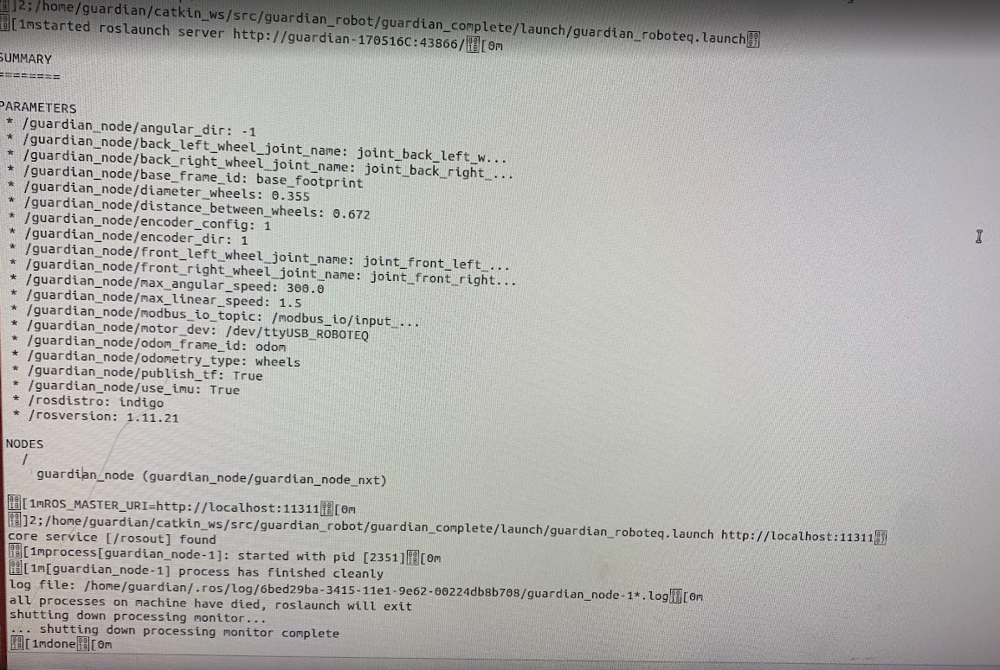 ]2;/home/guardian/catkin_ws/src/guardian_robot/guardian_complete/launch/guardian_roboteq.launch
[1mstarted roslaunch server http://guardian-170516C:43866/[0m
SUMMARY
========
PARAMETERS
* /guardian_node/angular_dir: -1
* /guardian_node/back_left_wheel_joint_name: joint_back_left_w...
* /guardian_node/back_right_wheel_joint_name: joint_back_right_...
* /guardian_node/base_frame_id: base_footprint
* /guardian_node/diameter_wheels: 0.355
* /guardian_node/distance_between_wheels: 0.672
* /guardian_node/encoder_config: 1
* /guardian_node/encoder_dir: 1
* /guardian_node/front_left_wheel_joint_name: joint_front_left_...
* /guardian_node/front_right_wheel_joint_name: joint_front_right...
* /guardian_node/max_angular_speed: 300.0
* /guardian_node/max_linear_speed: 1.5
* /guardian_node/modbus_io_topic: /modbus_io/input_...
* /guardian_node/motor_dev: /dev/ttyUSB_ROBOTEQ
* /guardian_node/odom_frame_id: odom
* /guardian_node/odometry_type: wheels
* /guardian_node/publish_tf: True
* /guardian_node/use_imu: True
* /rosdistro: indigo
* /rosversion: 1.11.21
NODES
/
guardian_node (guardian_node/guardian_node_nxt)
[1mROS_MASTER_URI=http://localhost:11311[0m
]2;/home/guardian/catkin_ws/src/guardian_robot/guardian_complete/launch/guardian_roboteq.launch http://localhost:11311
core service [/rosout] found
[1mprocess[guardian_node-1]: started with pid [2351][0m
[1m[guardian_node-1] process has finished cleanly
log file: /home/guardian/.ros/log/6bed29ba-3415-11e1-9e62-00224db8b708/guardian_node-1*.log[0m
all processes on machine have died, roslaunch will exit
shutting down processing monitor...
... shutting down processing monitor complete
[1mdone[0m